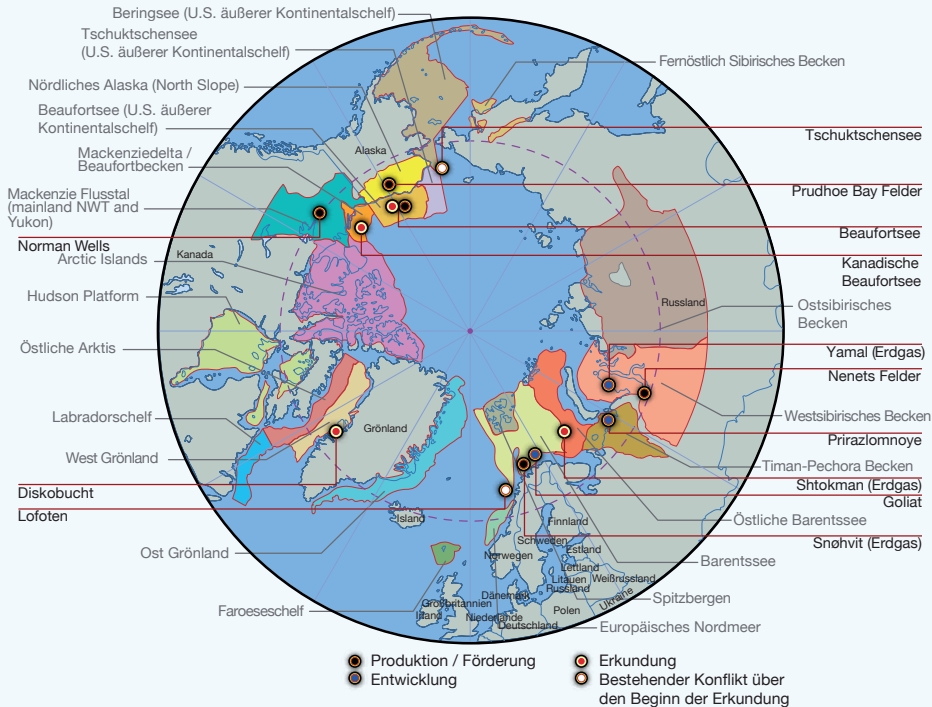 Beringsee (U.S. äußerer Kontinentalschelf)
Tschuktschensee
(U.S. äußerer Kontinentalschelf)
Nördliches Alaska (North Slope)
Beaufortsee (U.S. äußerer
Kontinentalschelf)
Mackenziedelta /
Beaufortbecken
Mackenzie Flusstal
(mainland NWT and
Yukon)
Norman Wells
Arctic Islands
Hudson Platform
Östliche Arktis
Labradorschelf
West Grönland
Diskobucht
Lofoten
Ost Grönland
Faroeseschelf
Fernöstlich Sibirisches Becken
Tschuktschensee
Prudhoe Bay Felder
Beaufortsee
Kanadische
Beaufortsee
Ostsibirisches
Becken
Yamal (Erdgas)
Nenets Felder
Westsibirisches Becken
Prirazlomnoye
Timan-Pechora Becken
Shtokman (Erdgas)
Goliat
Östliche Barentssee
Snøhvit (Erdgas)
Barentssee
Spitzbergen
Europäisches Nordmeer
Alaska
Kanada
Russland
Grönland
Island
Finnland
Schweden
Norwegen
Estland
Lettland
Litauen
Russland
Weißrussland
Dänemark
Großbritannien
Irland
Niederlande
Deutschland
Polen
Ukraine
Produktion / Förderung
Entwicklung
Erkundung
Bestehender Konflikt über
den Beginn der Erkundung